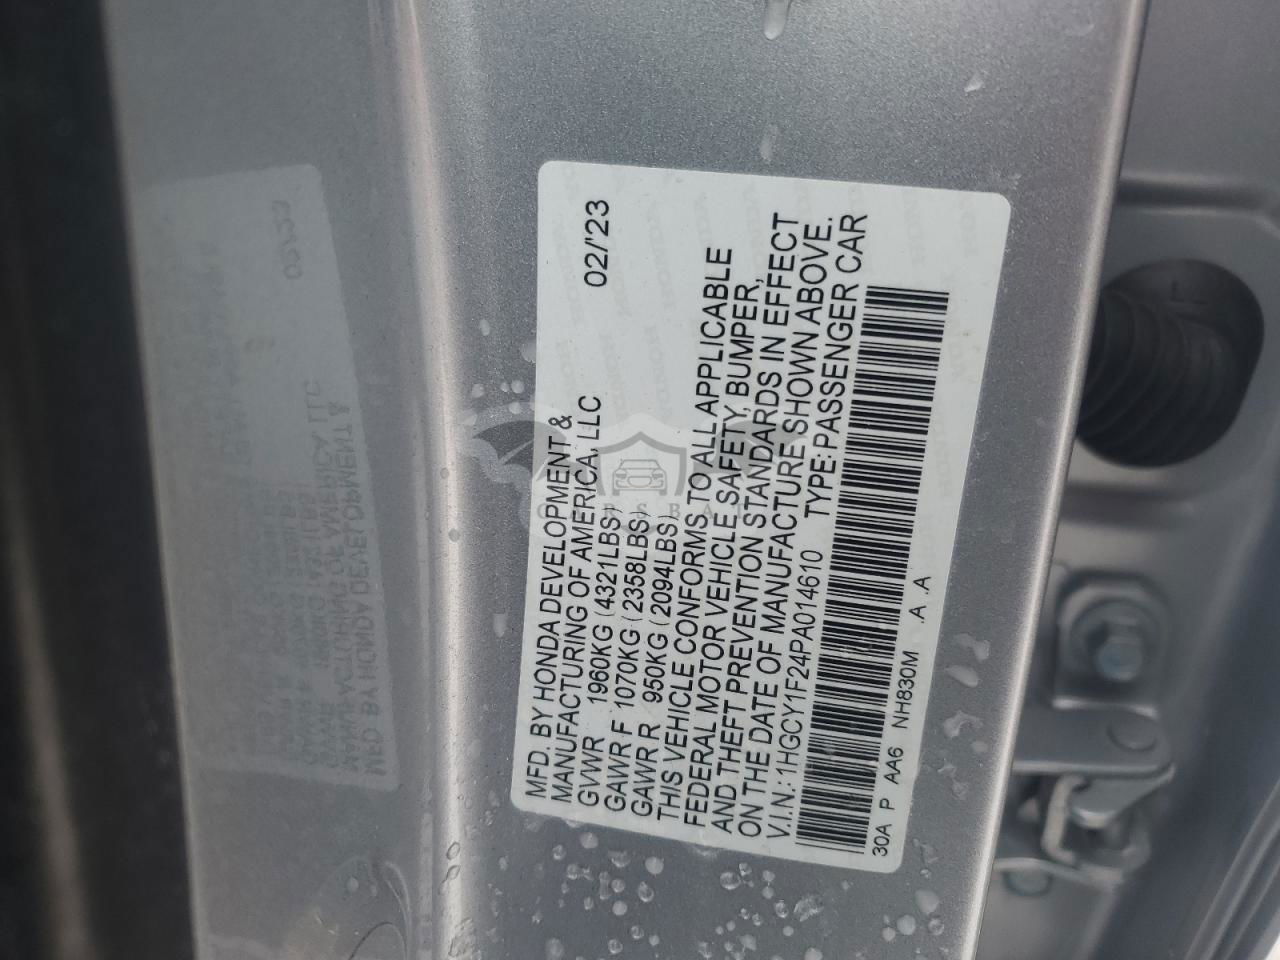 MFD. BY HONDA DEVELOPMENT & 02/'23
MANUFACTURING OF AMERICA, LLC
GVWR 1960KG (4321LBS)
GAWR F 1070KG (2358LBS)
GAWR R 950KG (2094LBS)
THIS VEHICLE CONFORMS TO ALL APPLICABLE
FEDERAL MOTOR VEHICLE SAFETY, BUMPER,
AND THEFT PREVENTION STANDARDS IN EFFECT
ON THE DATE OF MANUFACTURE SHOWN ABOVE.
V.I.N.: 1HGCY1F24PA014610 TYPE: PASSENGER CAR
30A P AA6 NH830M A .A
CARSBAT